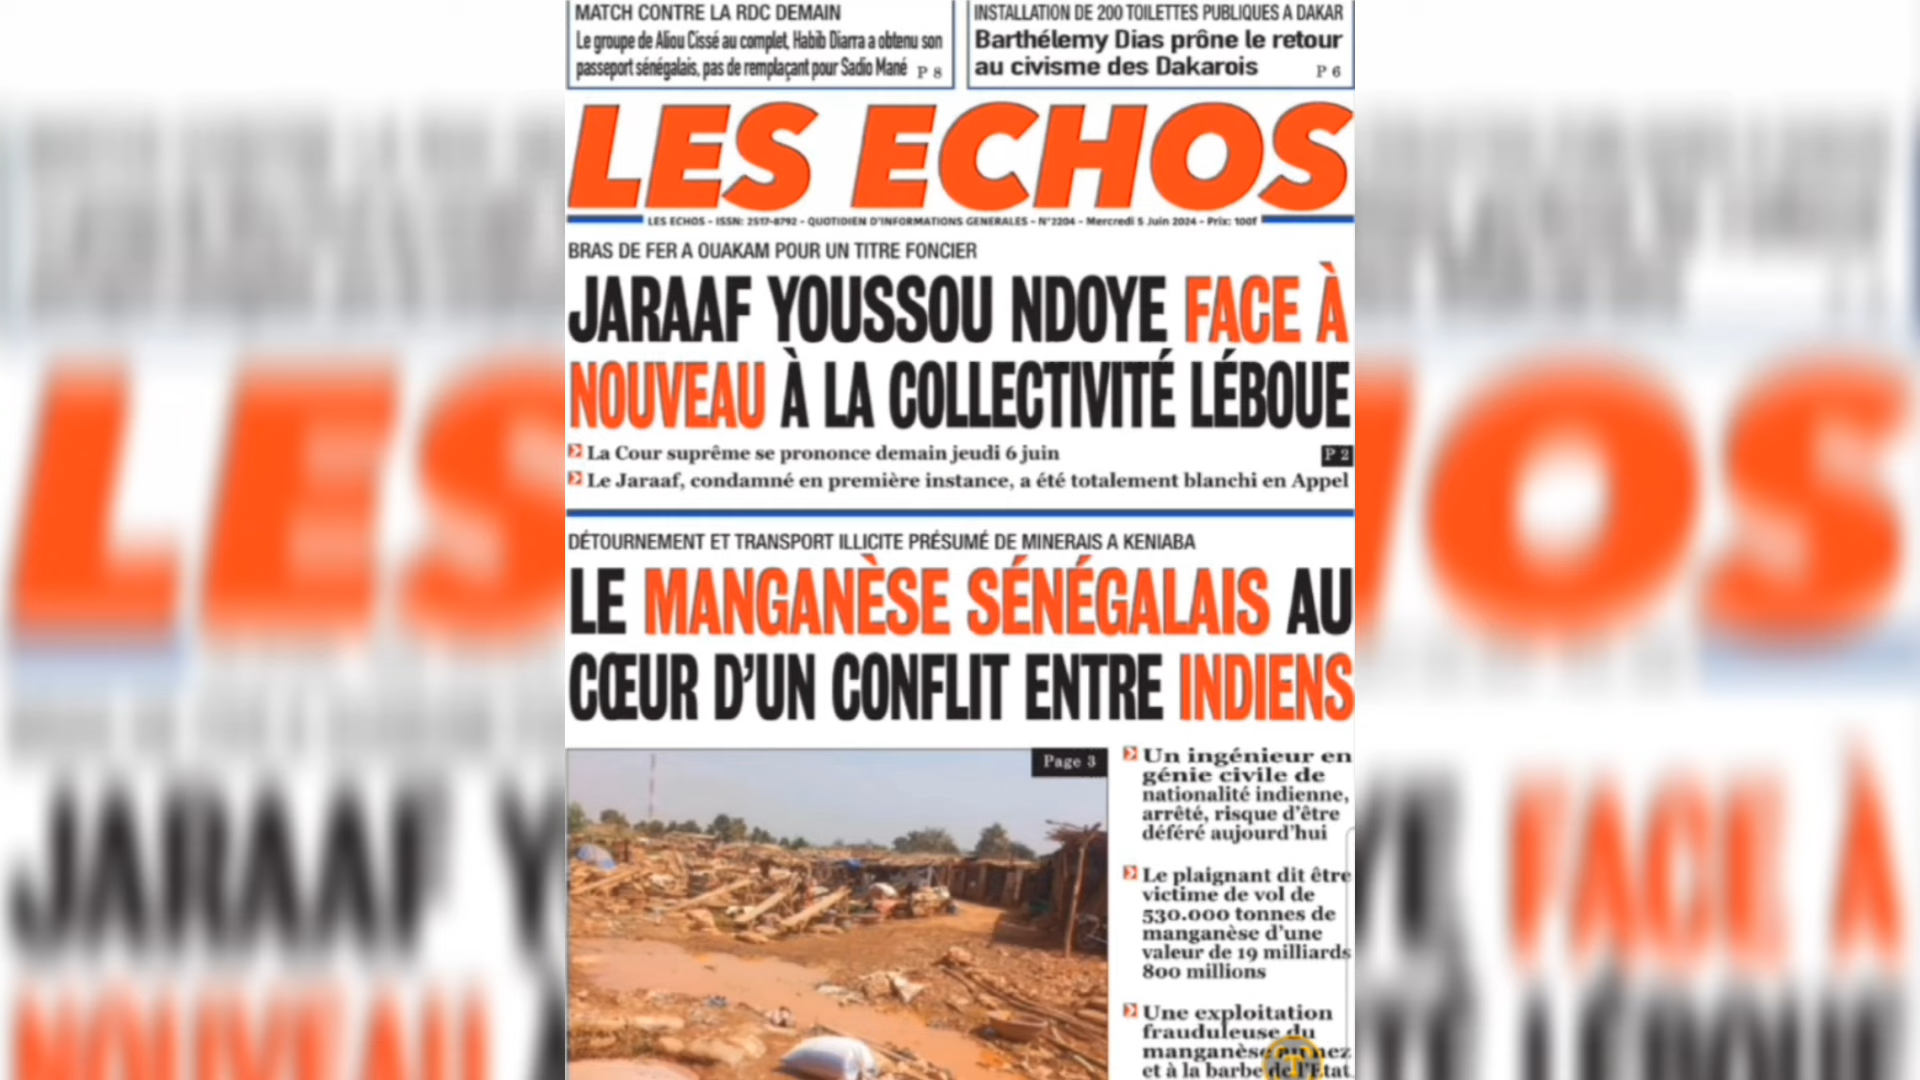 MATCH CONTRE LA RDC DEMAIN
Le groupe de Aliou Cissé au complet, Habib Diarra a obtenu son
passeport sénégalais, pas de remplaçant pour Sadio Mané P 8
INSTALLATION DE 200 TOILETTES PUBLIQUES A DAKAR
Barthélemy Dias prône le retour
au civisme des Dakarois P 6
LES ECHOS
LES ECHOS - ISSN: 2517-8792 - QUOTIDIEN D'INFORMATIONS GENERALES - N°2204 - Mercredi 5 Juin 2024 - Prix: 100f
BRAS DE FER A OUAKAM POUR UN TITRE FONCIER
JARAAF YOUSSOU NDOYE FACE À
NOUVEAU À LA COLLECTIVITÉ LÉBOUE
La Cour suprême se prononce demain jeudi 6 juin
P 2
Le Jaraaf, condamné en première instance, a été totalement blanchi en Appel
DÉTOURNEMENT ET TRANSPORT ILLICITE PRÉSUMÉ DE MINERAIS A KENIABA
LE MANGANÈSE SÉNÉGALAIS AU
CŒUR D'UN CONFLIT ENTRE INDIENS
Page 3
Un ingénieur en
génie civile de
nationalité indienne,
arrêté, risque d'être
déféré aujourd'hui
Le plaignant dit être
victime de vol de
530.000 tonnes de
manganèse d'une
valeur de 19 milliards
800 millions
Une exploitation
frauduleuse du
manganèse au nez
et à la barbe de l'Etat